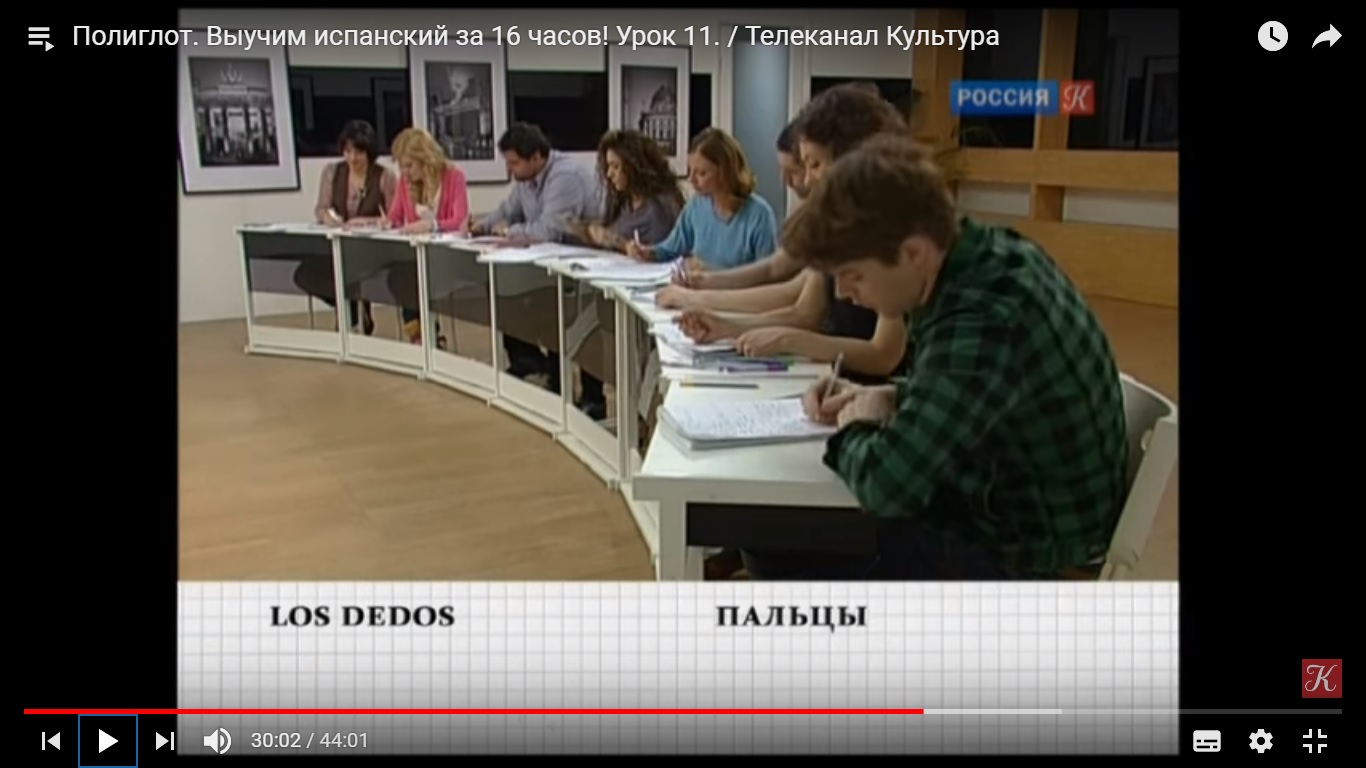 Полиглот. Выучим испанский за 16 часов! Урок 11. / Телеканал Культура
РОССИЯ К
LOS DEDOS ПАЛЬЦЫ
К
30:02 / 44:01